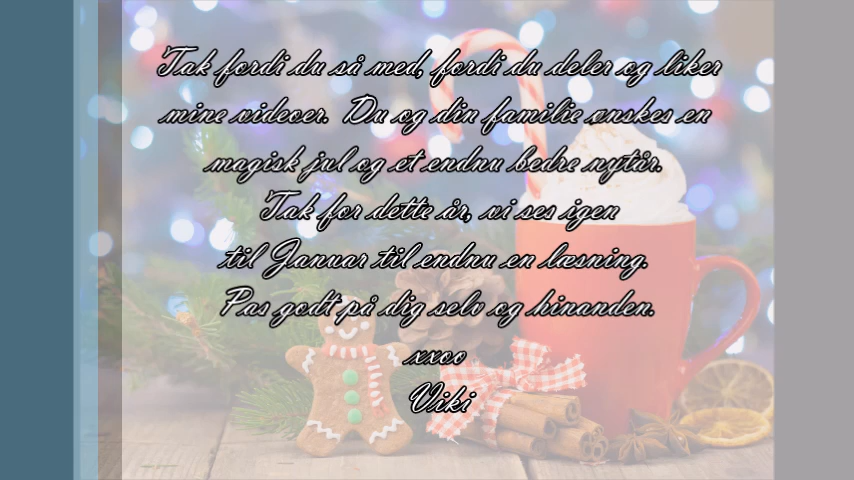 Tak fordi du så med, fordi du deler og liker
mine videoer. Du og din familie ønskes en
magisk jul og et endnu bedre nytår.
Tak for dette år, vi ses igen
til Januar til endnu en læsning.
Pas godt på dig selv og hinanden.
xxoo
Viki